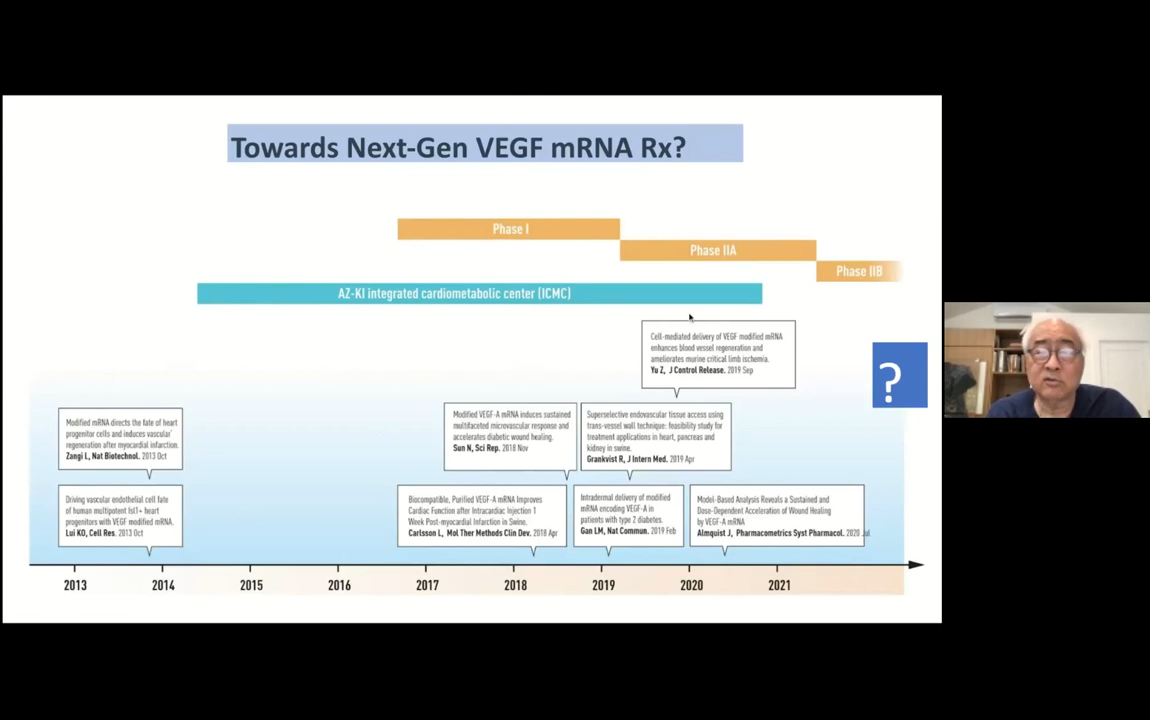 Towards Next-Gen VEGF mRNA Rx?
Phase I
Phase IIA
Phase IIB
AZ-KI integrated cardiometabolic center (ICMC)
Cell-mediated delivery of VEGF modified mRNA
enhances blood vessel regeneration and
ameliorates murine critical limb ischemia.
Yu Z, J Control Release. 2019 Sep
?
Modified mRNA directs the fate of heart
progenitor cells and induces vascular
regeneration after myocardial infarction.
Zangi L, Nat Biotechnol. 2013 Oct
Modified VEGF-A mRNA induces sustained
multifaceted microvascular response and
accelerates diabetic wound healing.
Sun N, Sci Rep. 2018 Nov
Superselective endovascular tissue access using
trans-vessel wall technique: feasibility study for
treatment applications in heart, pancreas and
kidney in swine.
Grankvist R, J Intern Med. 2019 Apr
Driving vascular endothelial cell fate
of human multipotent Isl1+ heart
progenitors with VEGF modified mRNA.
Lui KO, Cell Res. 2013 Oct
Biocompatible, Purified VEGF-A mRNA Improves
Cardiac Function after Intracardiac Injection 1
Week Post-myocardial Infarction in Swine.
Carlsson L, Mol Ther Methods Clin Dev. 2018 Apr
Intradermal delivery of modified
mRNA encoding VEGF-A in
patients with type 2 diabetes.
Gan LM, Nat Commun. 2019 Feb
Model-Based Analysis Reveals a Sustained and
Dose-Dependent Acceleration of Wound Healing
by VEGF-A mRNA
Almquist J, Pharmacometrics Syst Pharmacol. 2020 Jul.
2013 2014 2015 2016 2017 2018 2019 2020 2021